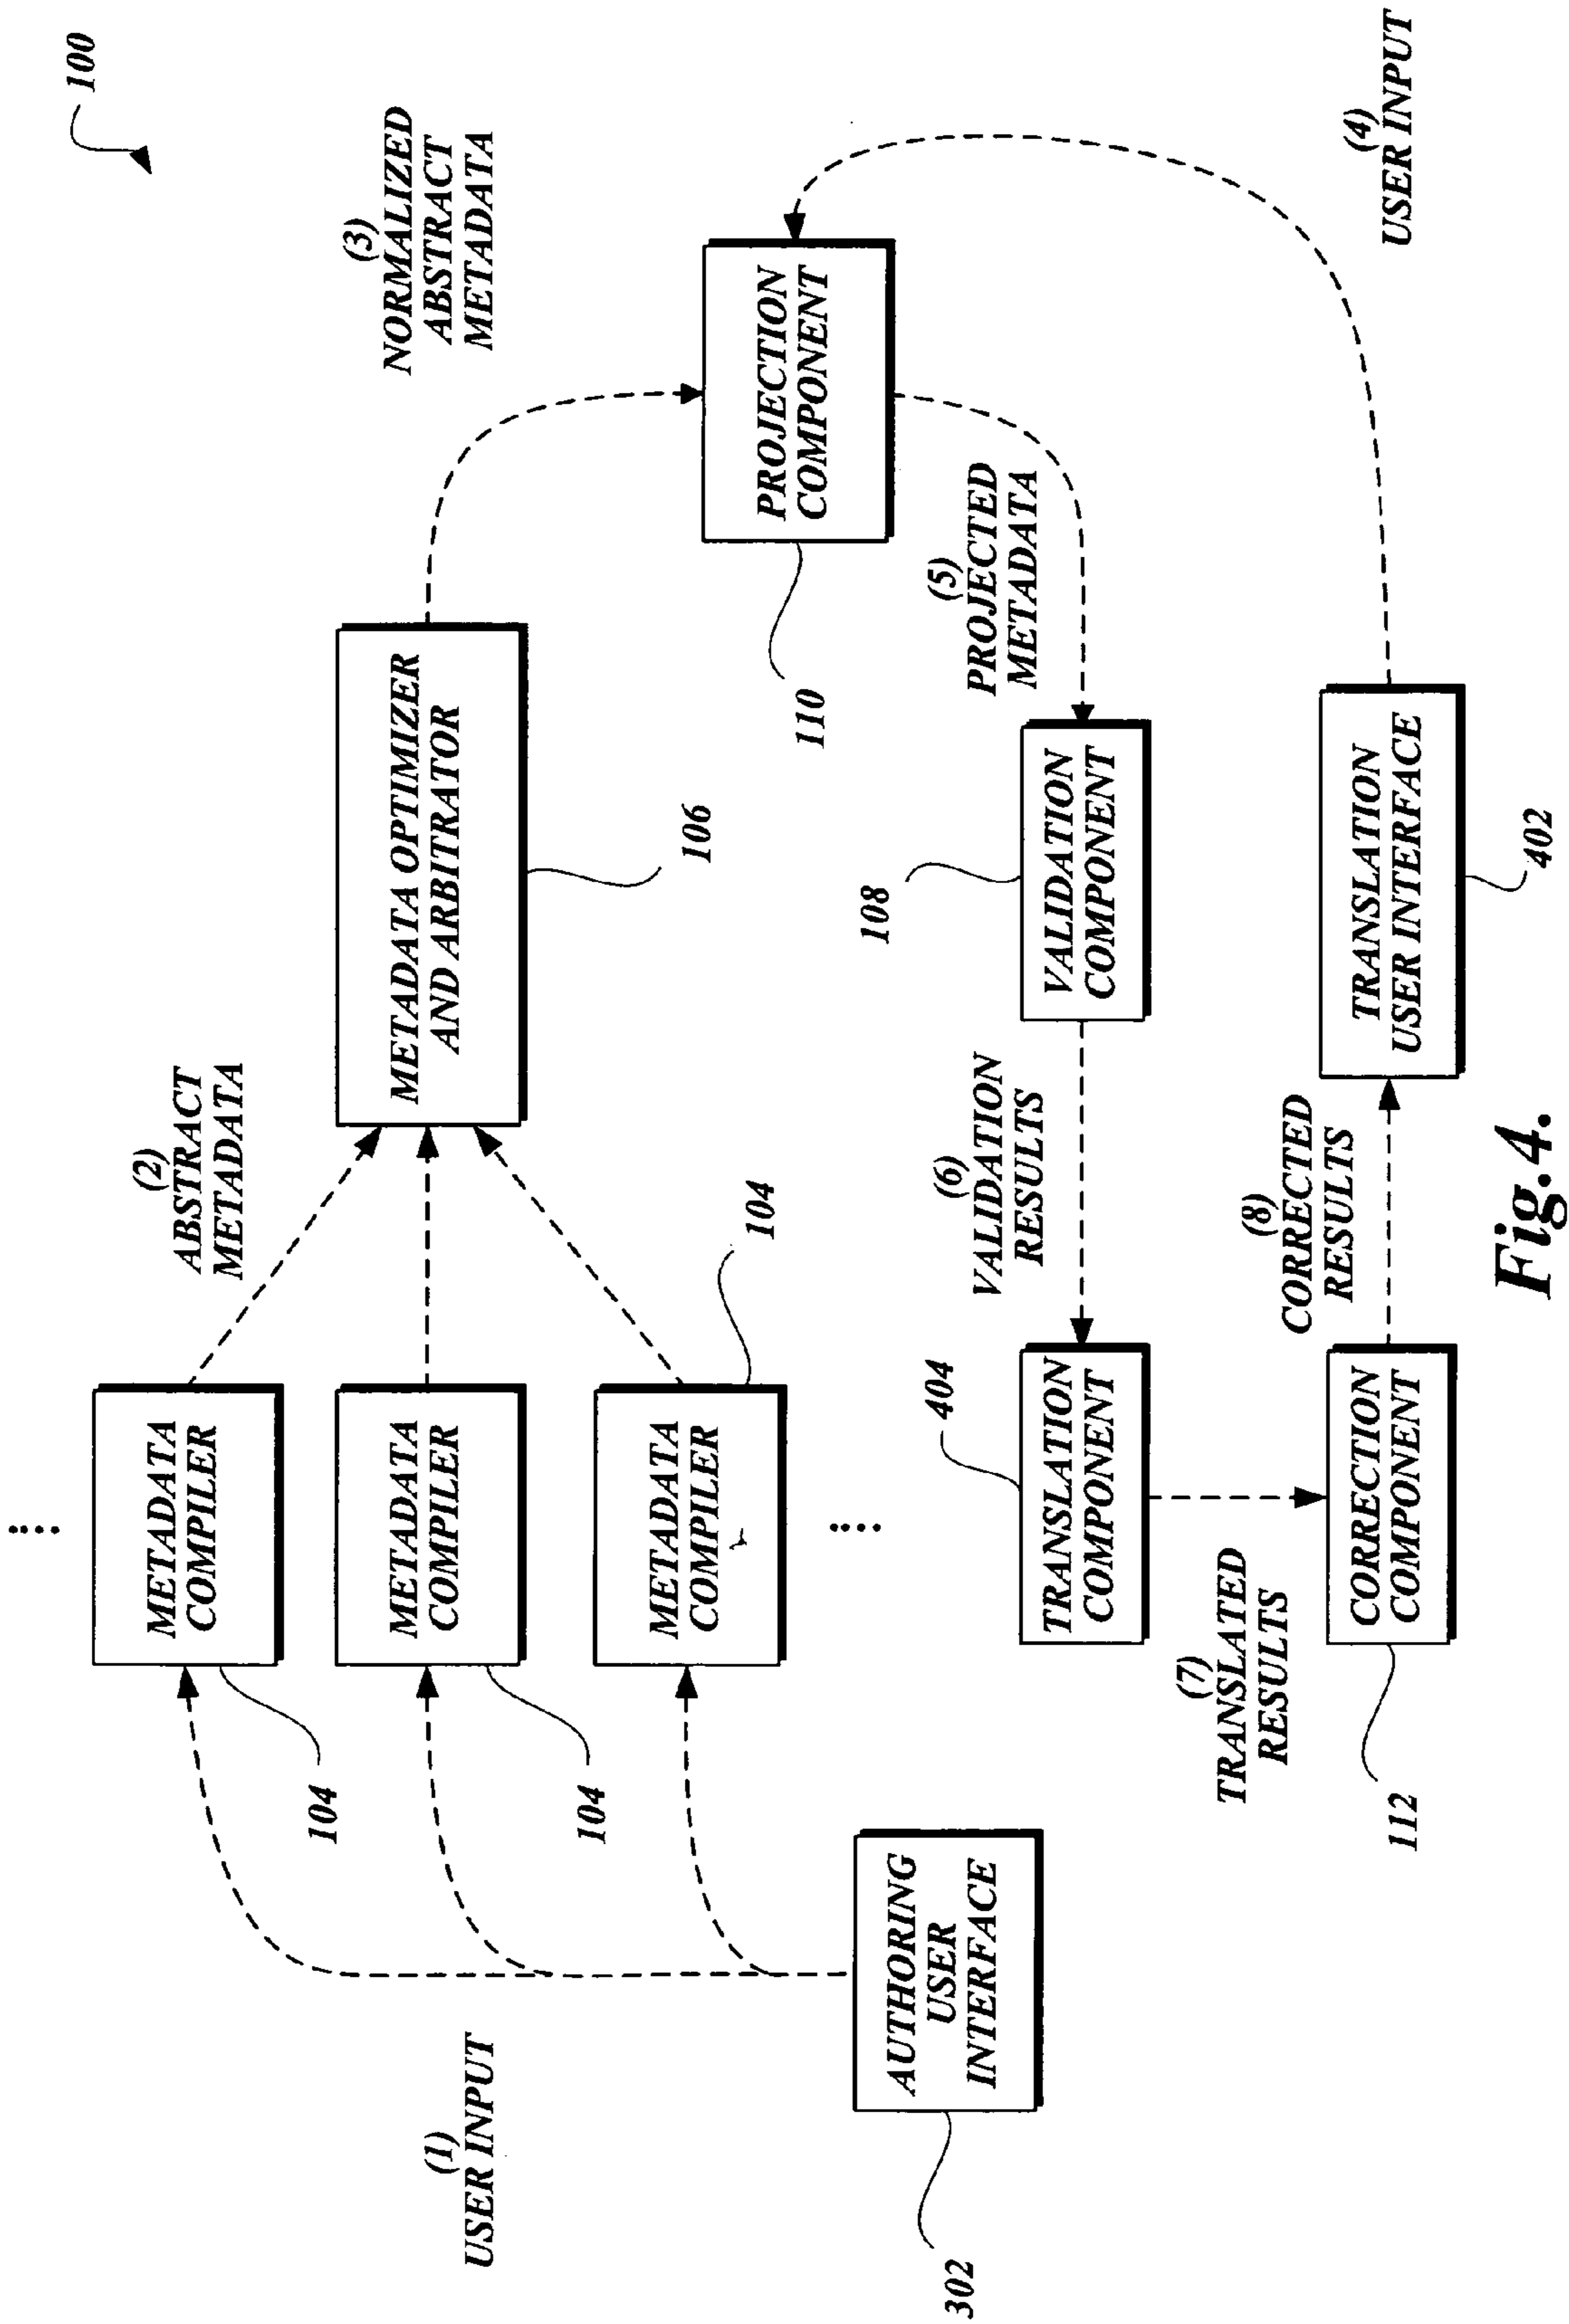 100
(1)
USER INPUT
302
AUTHORING
USER
INTERFACE
104
METADATA
COMPILER
104
METADATA
COMPILER
METADATA
COMPILER
104
(2)
ABSTRACT
METADATA
METADATA OPTIMIZER
AND ARBITRATOR
106
(3)
NORMALIZED
ABSTRACT
METADATA
PROJECTION
COMPONENT
110
(4)
USER INPUT
(5)
PROJECTED
METADATA
108
VALIDATION
COMPONENT
(6)
VALIDATION
RESULTS
404
TRANSLATION
COMPONENT
(7)
TRANSLATED
RESULTS
112
CORRECTION
COMPONENT
(8)
CORRECTED
RESULTS
TRANSLATION
USER INTERFACE
402
Fig.4.